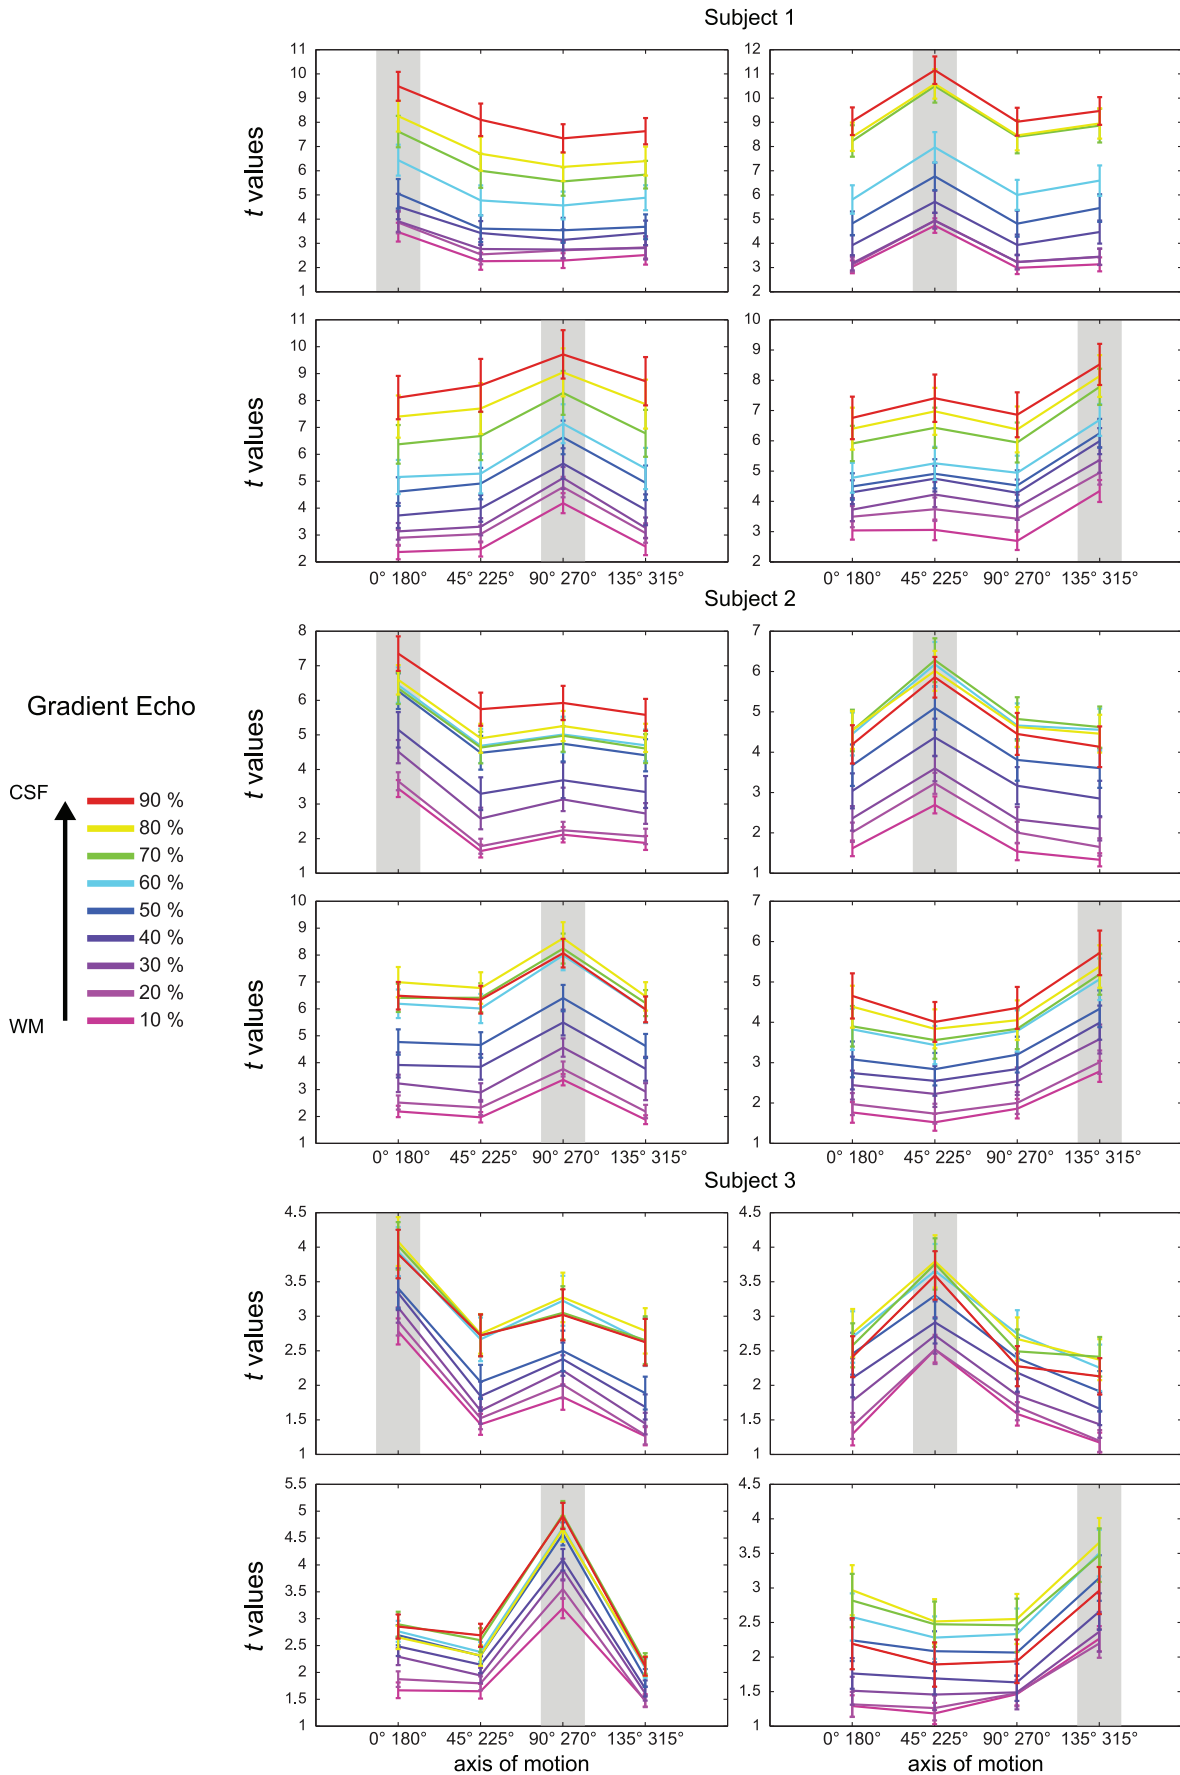 Subject 1
11 10 9 8 7 6 5 4 3 2 1
t values
12 11 10 9 8 7 6 5 4 3 2
11 10 9 8 7 6 5 4 3 2
t values
0° 180° 45° 225° 90° 270° 135° 315°
10 9 8 7 6 5 4 3 2
0° 180° 45° 225° 90° 270° 135° 315°
Subject 2
8 7 6 5 4 3 2 1
t values
7 6 5 4 3 2 1
Gradient Echo
CSF
90 %
80 %
70 %
60 %
50 %
40 %
30 %
20 %
10 %
WM
10 9 8 7 6 5 4 3 2 1
t values
0° 180° 45° 225° 90° 270° 135° 315°
7 6 5 4 3 2 1
0° 180° 45° 225° 90° 270° 135° 315°
Subject 3
4.5 4 3.5 3 2.5 2 1.5 1
t values
4.5 4 3.5 3 2.5 2 1.5 1
5.5 5 4.5 4 3.5 3 2.5 2 1.5 1
t values
0° 180° 45° 225° 90° 270° 135° 315°
axis of motion
4.5 4 3.5 3 2.5 2 1.5 1
0° 180° 45° 225° 90° 270° 135° 315°
axis of motion